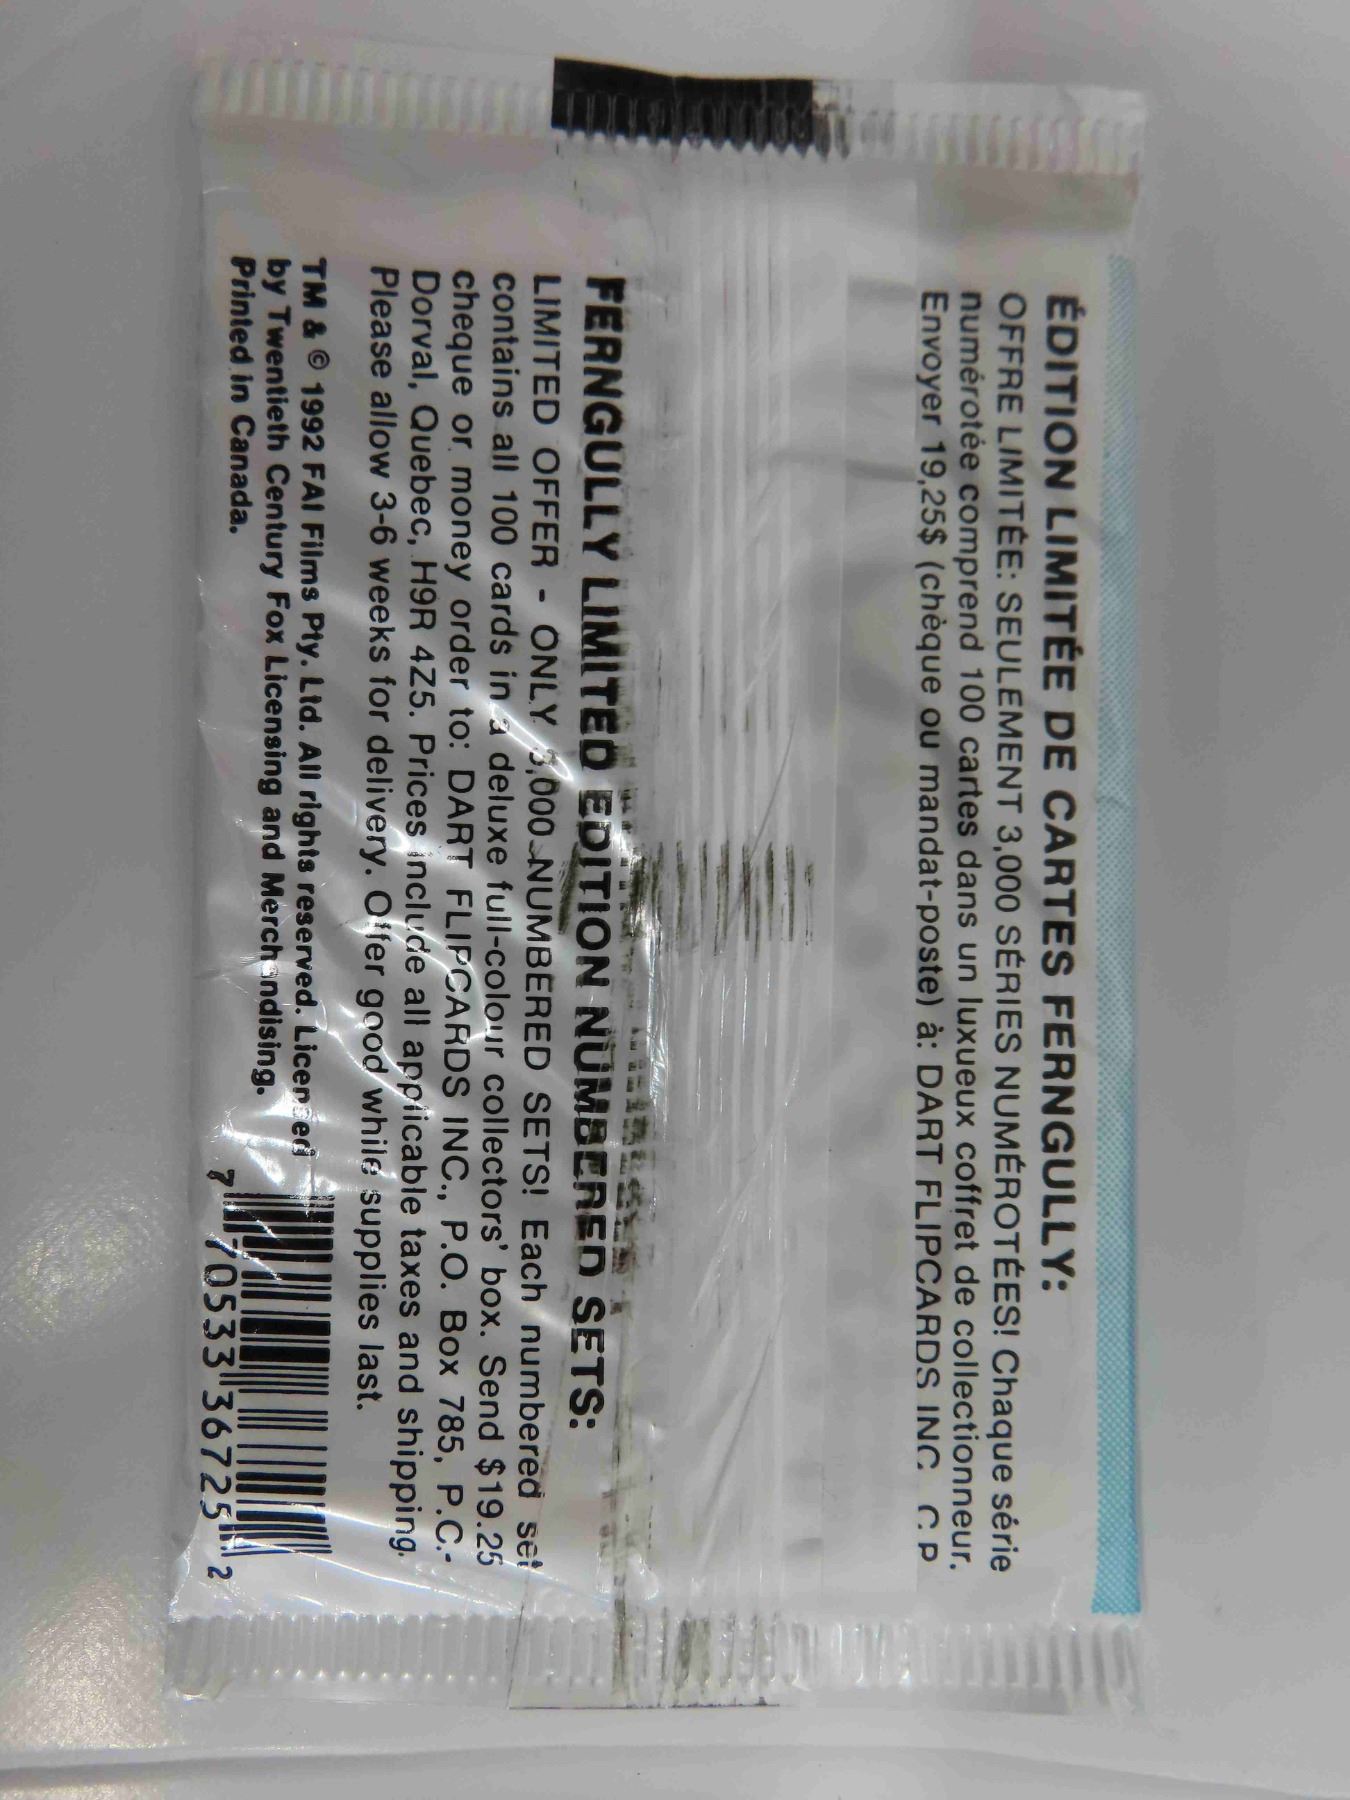 ÉDITION LIMITÉE DE CARTES FERNGULLY:
OFFRE LIMITÉE: SEULEMENT 3,000 SÉRIES NUMÉROTÉES! Chaque série
numérotée comprend 100 cartes dans un luxueux coffret de collectionneur.
Envoyer 19,25$ (chèque ou mandat-poste) à: DART FLIPCARDS INC. C.P.
FERNGULLY LIMITED EDITION NUMBERED SETS:
LIMITED OFFER - ONLY 3,000 NUMBERED SETS! Each numbered set
contains all 100 cards in a deluxe full-colour collectors' box. Send $19.25
cheque or money order to: DART FLIPCARDS INC., P.O. Box 785, P.C.-
Dorval, Quebec, H9R 4Z5. Prices include all applicable taxes and shipping.
Please allow 3-6 weeks for delivery. Offer good while supplies last.
TM & © 1992 FAI Films Pty. Ltd. All rights reserved. Licensed
by Twentieth Century Fox Licensing and Merchandising.
Printed in Canada.
7 70533 36725 2